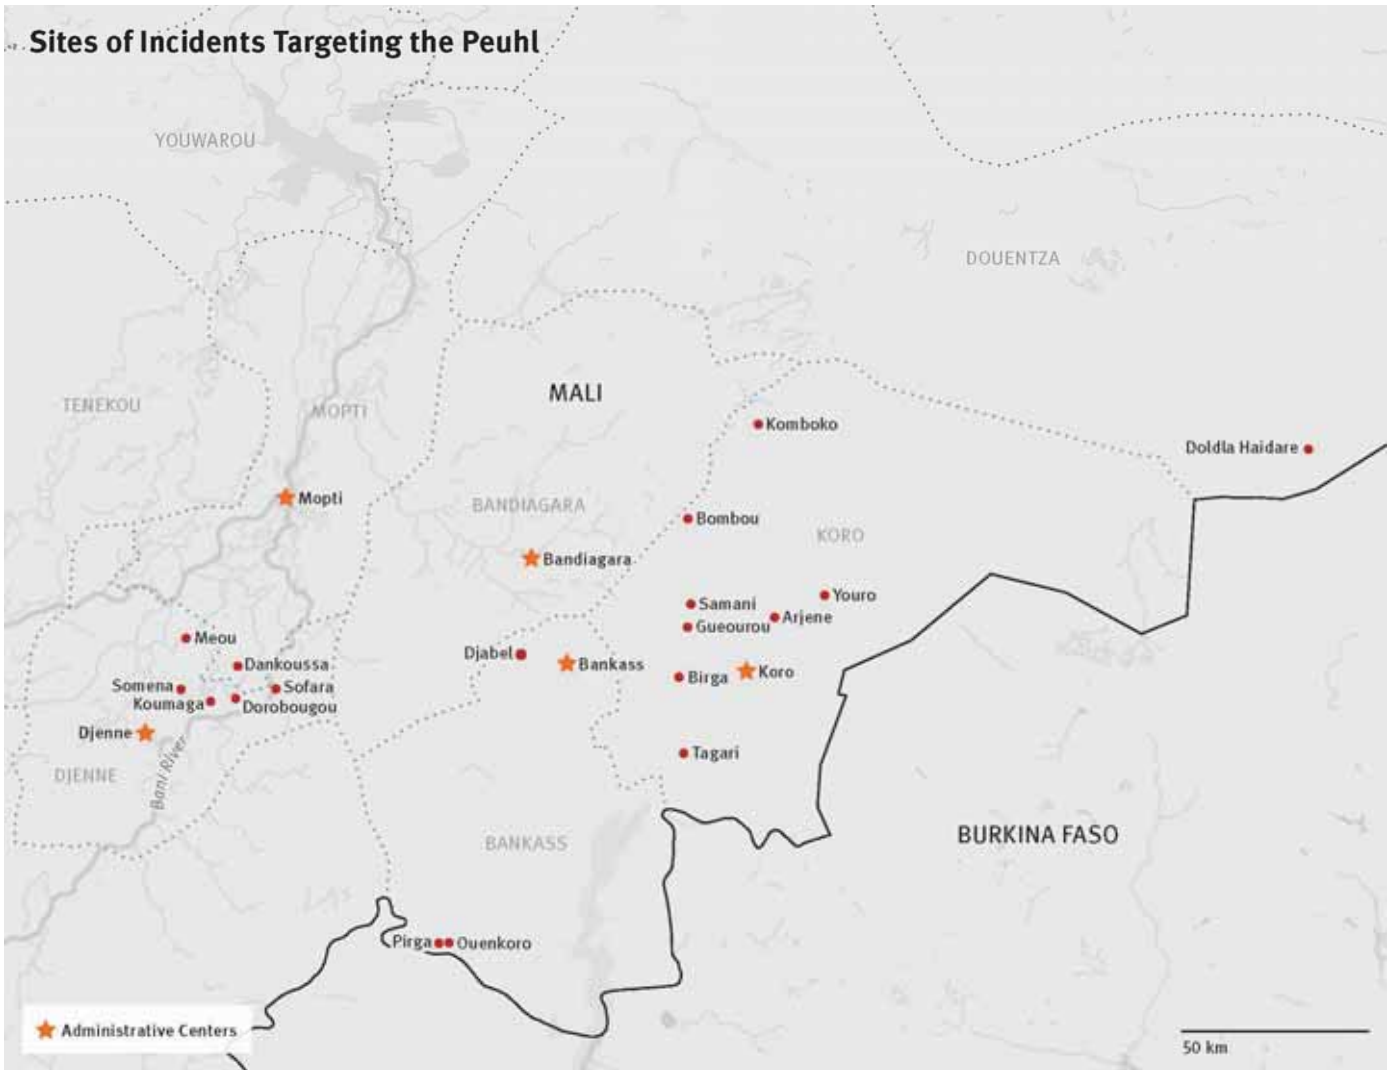 Sites of Incidents Targeting the Peuhl
YOUWAROU
DOUENTZA
MALI
TENEKOU
MOPTI
Komboko
Doldla Haidare
Mopti
BANDIAGARA
Bombou
KORO
Bandiagara
Youro
Samani
Arjene
Gueourou
Meou
Djabel
Bankass
Dankoussa
Koro
Birga
Somena
Sofara
Koumaga
Dorobougou
Djenne
Tagari
DJENNE
Bani River
BURKINA FASO
BANKASS
Pirga
Ouenkoro
Administrative Centers
50 km